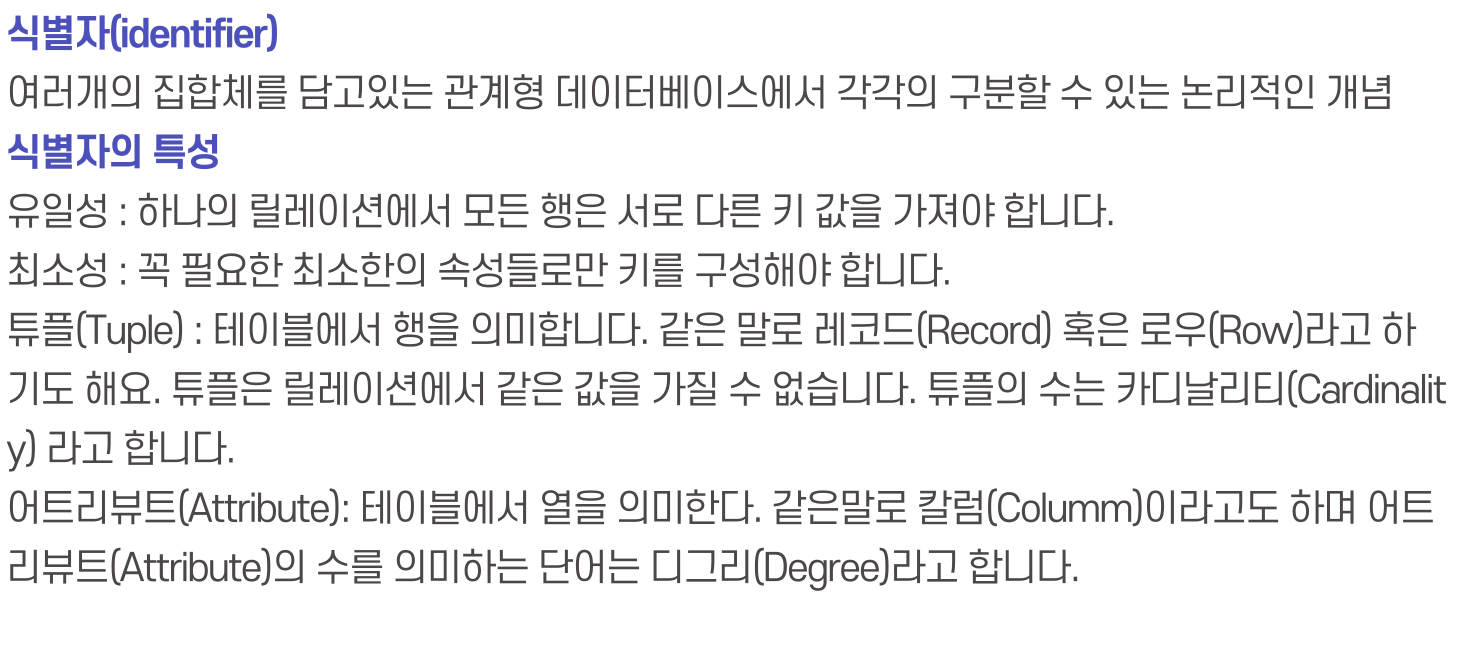 식별자(identifier)
여러개의 집합체를 담고있는 관계형 데이터베이스에서 각각의 구분할 수 있는 논리적인 개념
식별자의 특성
유일성 : 하나의 릴레이션에서 모든 행은 서로 다른 키 값을 가져야 합니다.
최소성 : 꼭 필요한 최소한의 속성들로만 키를 구성해야 합니다.
튜플(Tuple) : 테이블에서 행을 의미합니다. 같은 말로 레코드(Record) 혹은 로우(Row)라고 하
기도 해요. 튜플은 릴레이션에서 같은 값을 가질 수 없습니다. 튜플의 수는 카디날리티(Cardinalit
y) 라고 합니다.
어트리뷰트(Attribute): 테이블에서 열을 의미한다. 같은말로 칼럼(Columm)이라고도 하며 어트
리뷰트(Attribute)의 수를 의미하는 단어는 디그리(Degree)라고 합니다.